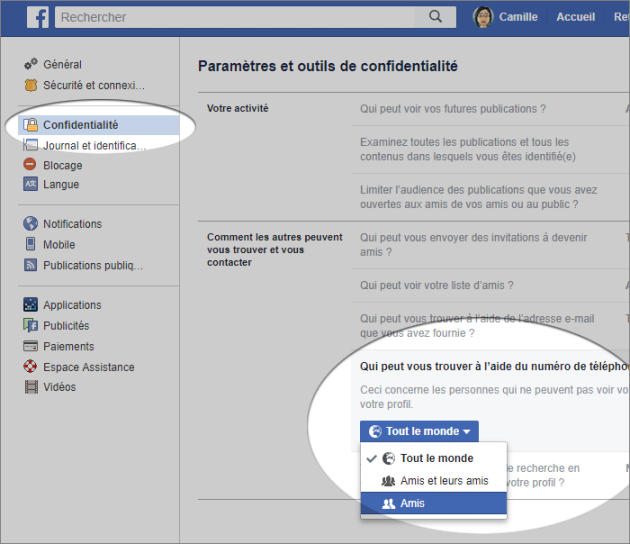 f Rechercher Camille Accueil Ret
Général
Sécurité et connexi...
Confidentialité
Journal et identifica...
Blocage
Langue
Notifications
Mobile
Publications publiq...
Applications
Publicités
Paiements
Espace Assistance
Vidéos
Paramètres et outils de confidentialité
Votre activité
Qui peut voir vos futures publications ?
Examinez toutes les publications et tous les
contenus dans lesquels vous êtes identifié(e)
Limiter l'audience des publications que vous avez
ouvertes aux amis de vos amis ou au public ?
Comment les autres peuvent
vous trouver et vous
contacter
Qui peut vous envoyer des invitations à devenir
amis ?
Qui peut voir votre liste d'amis ?
Qui peut vous trouver à l'aide de l'adresse e-mail
que vous avez fournie ?
Qui peut vous trouver à l'aide du numéro de télépho
Ceci concerne les personnes qui ne peuvent pas voir vo
votre profil.
Tout le monde
Tout le monde
Amis et leurs amis
Amis
de recherche en
votre profil ?